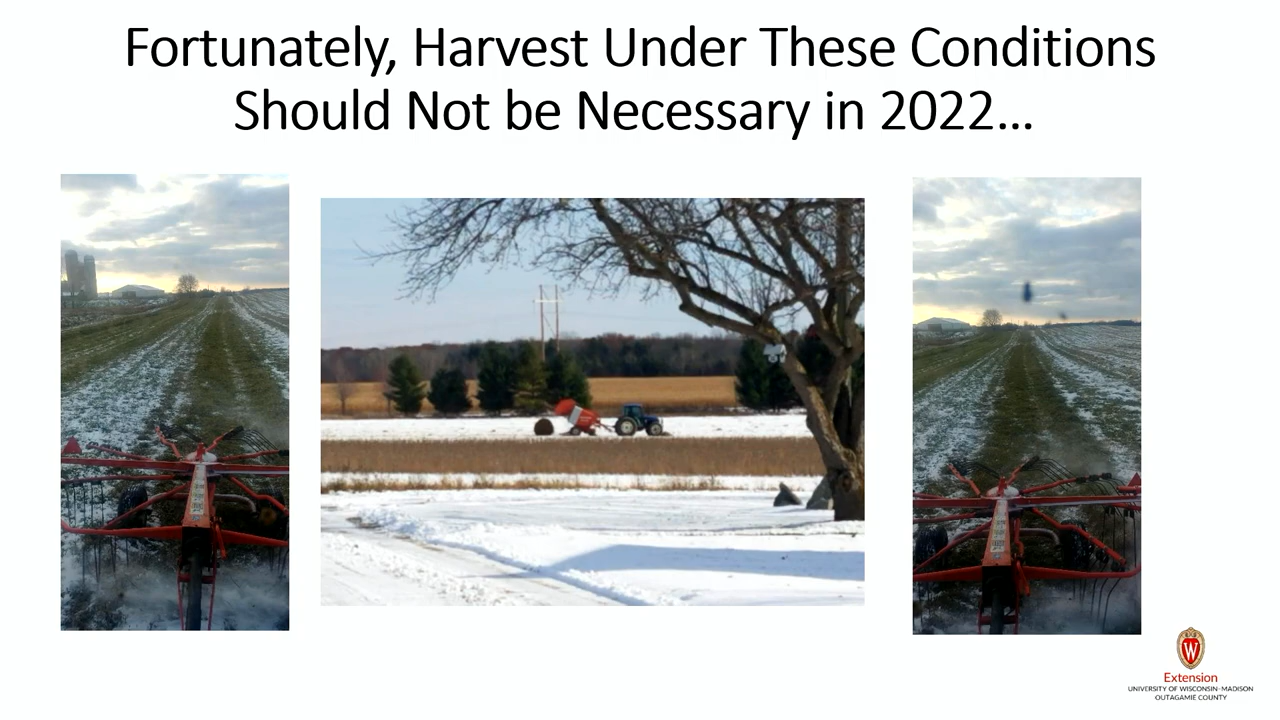 Fortunately, Harvest Under These Conditions
Should Not be Necessary in 2022...
W
Extension
UNIVERSITY OF WISCONSIN-MADISON
OUTAGAMIE COUNTY